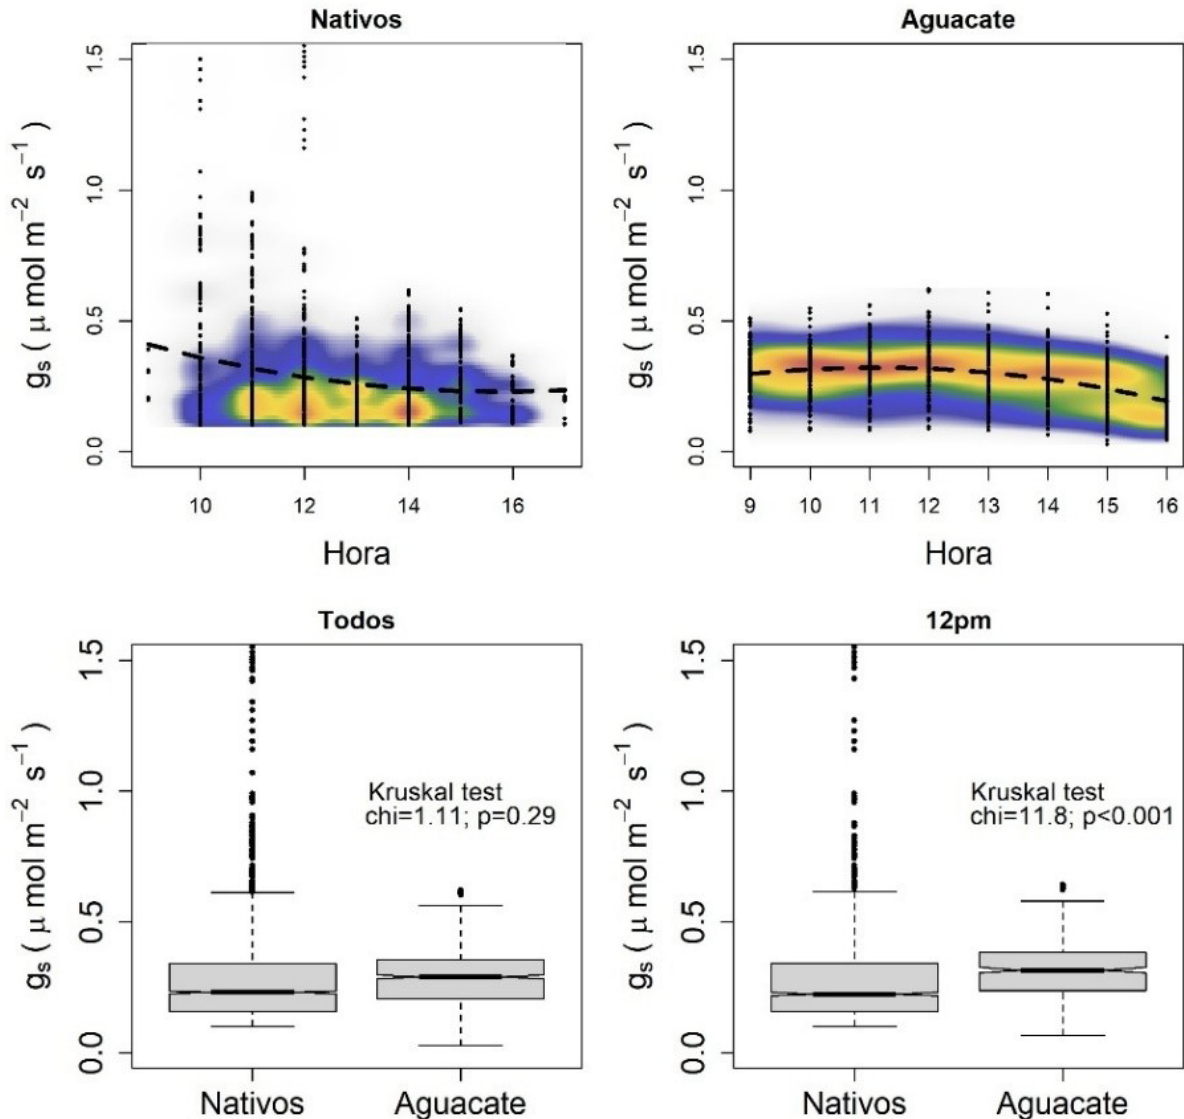 Nativos
gs ( μ mol m−2 s−1 )
1.5
1.0
0.5
0.0
10
12
14
16
Hora
Aguacate
gs ( μ mol m−2 s−1 )
1.5
1.0
0.5
0.0
9
10
11
12
13
14
15
16
Hora
Todos
gs ( μ mol m−2 s−1 )
1.5
1.0
0.5
0.0
Kruskal test
chi=1.11; p=0.29
Nativos
Aguacate
12pm
gs ( μ mol m−2 s−1 )
1.5
1.0
0.5
0.0
Kruskal test
chi=11.8; p<0.001
Nativos
Aguacate